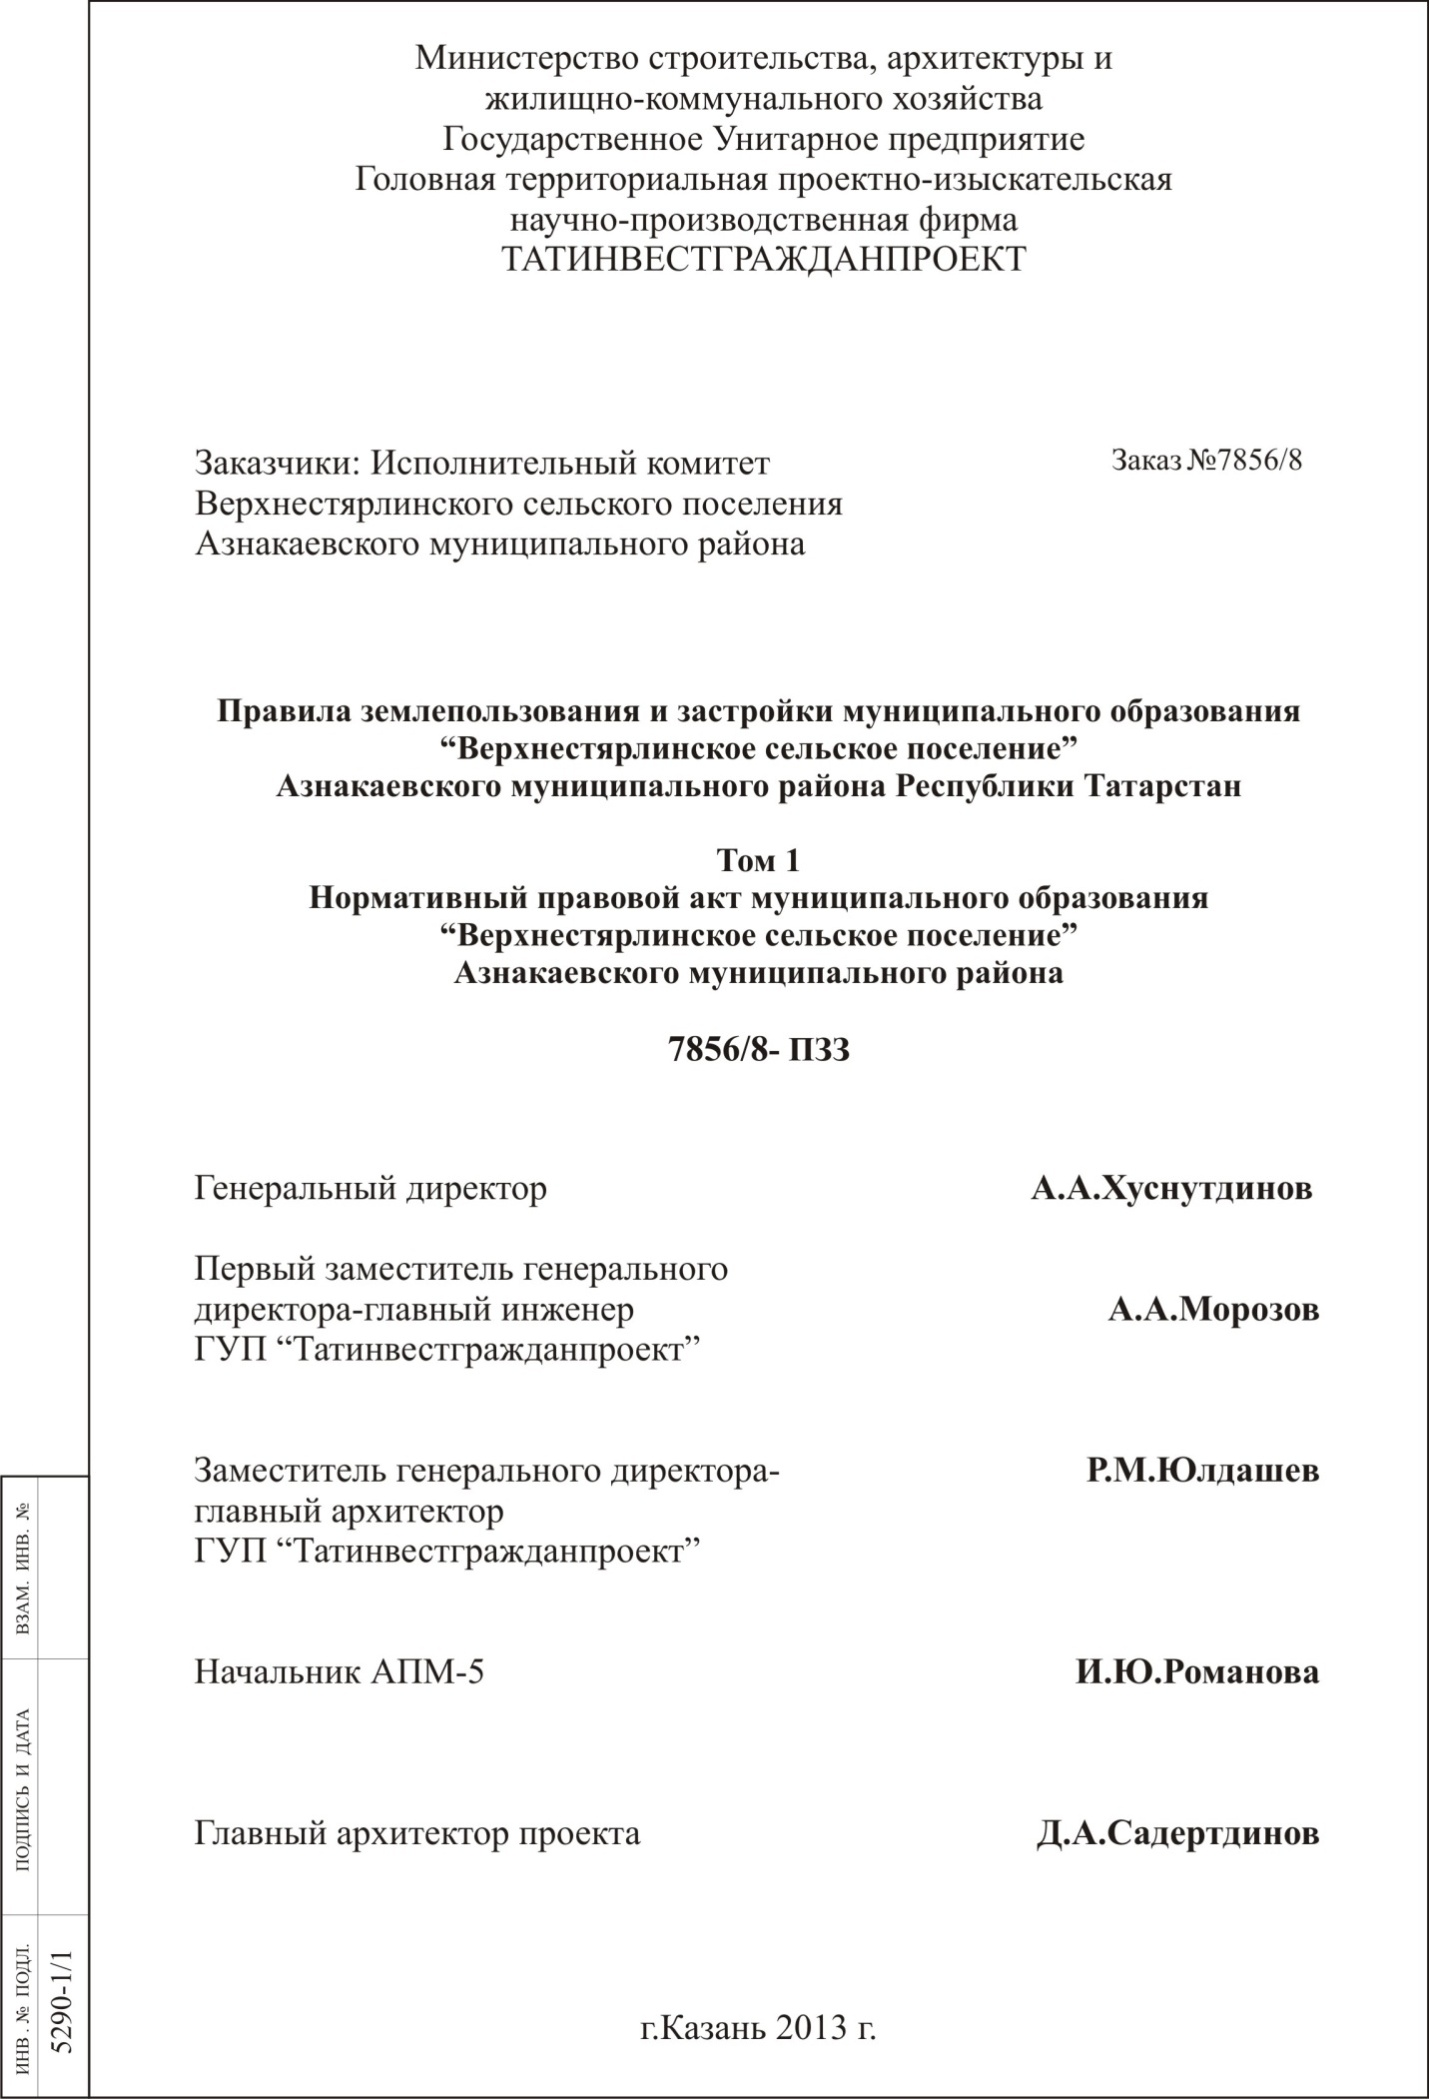 Министерство строительства, архитектуры и
жилищно-коммунального хозяйства
Государственное Унитарное предприятие
Головная территориальная проектно-изыскательская
научно-производственная фирма
ТАТИНВЕСТГРАЖДАНПРОЕКТ
Заказчики: Исполнительный комитет
Верхнестярлинского сельского поселения
Азнакаевского муниципального района
Заказ №7856/8
Правила землепользования и застройки муниципального образования
“Верхнестярлинское сельское поселение”
Азнакаевского муниципального района Республики Татарстан
Том 1
Нормативный правовой акт муниципального образования
“Верхнестярлинское сельское поселение”
Азнакаевского муниципального района
7856/8- ПЗЗ
Генеральный директор А.А.Хуснутдинов
Первый заместитель генерального
директора-главный инженер А.А.Морозов
ГУП “Татинвестгражданпроект”
Заместитель генерального директора- Р.М.Юлдашев
главный архитектор
ГУП “Татинвестгражданпроект”
Начальник АПМ-5 И.Ю.Романова
Главный архитектор проекта Д.А.Садертдинов
г.Казань 2013 г.
ВЗАМ. ИНВ. №
ПОДПИСЬ И ДАТА
ИНВ. № ПОДЛ.
5290-1/1